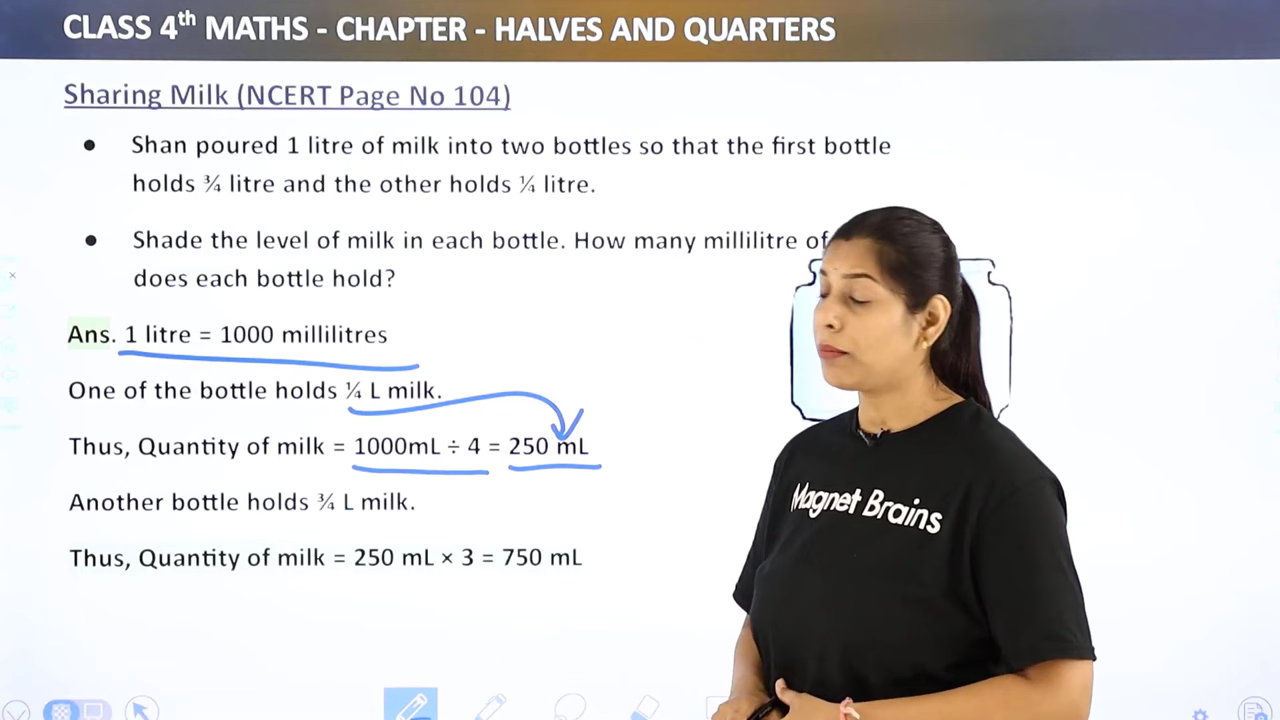 CLASS 4th MATHS - CHAPTER - HALVES AND QUARTERS
Sharing Milk (NCERT Page No 104)
● Shan poured 1 litre of milk into two bottles so that the first bottle
holds ¾ litre and the other holds ¼ litre.
● Shade the level of milk in each bottle. How many millilitre of
does each bottle hold?
Ans. 1 litre = 1000 millilitres
One of the bottle holds ¼ L milk.
Thus, Quantity of milk = 1000mL ÷ 4 = 250 mL
Another bottle holds ¾ L milk.
Thus, Quantity of milk = 250 mL × 3 = 750 mL
Magnet Brains